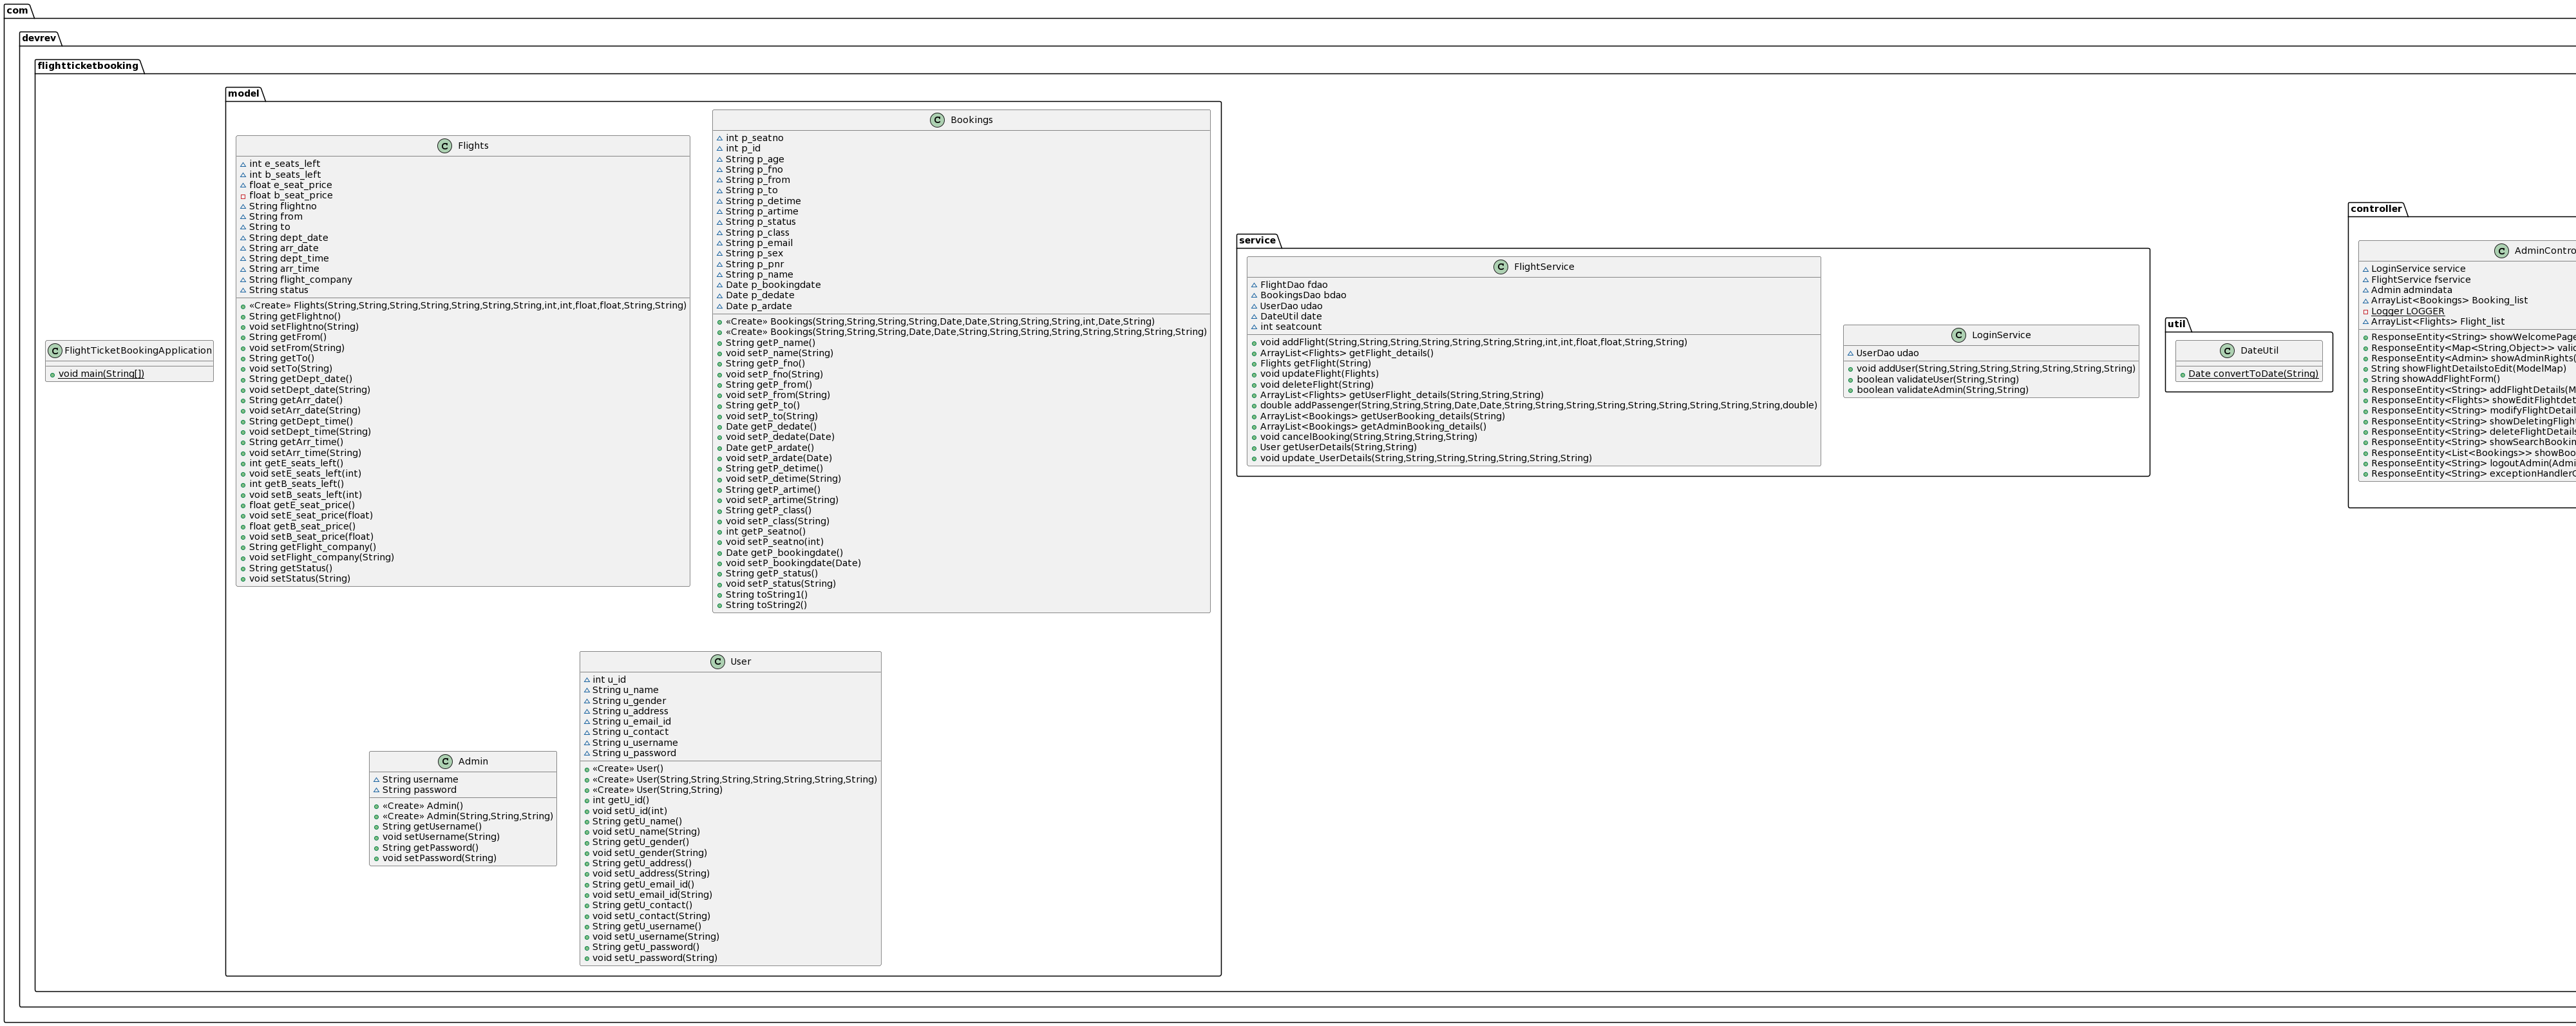 com
devrev
flightticketbooking
FlightTicketBookingApplication
void main(String[])
model
Flights
int e_seats_left
int b_seats_left
float e_seat_price
float b_seat_price
String flightno
String from
String to
String dept_date
String arr_date
String dept_time
String arr_time
String flight_company
String status
«Create» Flights(String,String,String,String,String,String,String,int,int,float,float,String,String)
String getFlightno()
void setFlightno(String)
String getFrom()
void setFrom(String)
String getTo()
void setTo(String)
String getDept_date()
void setDept_date(String)
String getArr_date()
void setArr_date(String)
String getDept_time()
void setDept_time(String)
String getArr_time()
void setArr_time(String)
int getE_seats_left()
void setE_seats_left(int)
int getB_seats_left()
void setB_seats_left(int)
float getE_seat_price()
void setE_seat_price(float)
float getB_seat_price()
void setB_seat_price(float)
String getFlight_company()
void setFlight_company(String)
String getStatus()
void setStatus(String)
Bookings
int p_seatno
int p_id
String p_age
String p_fno
String p_from
String p_to
String p_detime
String p_artime
String p_status
String p_class
String p_email
String p_sex
String p_pnr
String p_name
Date p_bookingdate
Date p_dedate
Date p_ardate
«Create» Bookings(String,String,String,String,Date,Date,String,String,String,int,Date,String)
«Create» Bookings(String,String,String,Date,Date,String,String,String,String,String,String,String,String)
String getP_name()
void setP_name(String)
String getP_fno()
void setP_fno(String)
String getP_from()
void setP_from(String)
String getP_to()
void setP_to(String)
Date getP_dedate()
void setP_dedate(Date)
Date getP_ardate()
void setP_ardate(Date)
String getP_detime()
void setP_detime(String)
String getP_artime()
void setP_artime(String)
String getP_class()
void setP_class(String)
int getP_seatno()
void setP_seatno(int)
Date getP_bookingdate()
void setP_bookingdate(Date)
String getP_status()
void setP_status(String)
String toString1()
String toString2()
Admin
String username
String password
«Create» Admin()
«Create» Admin(String,String,String)
String getUsername()
void setUsername(String)
String getPassword()
void setPassword(String)
User
int u_id
String u_name
String u_gender
String u_address
String u_email_id
String u_contact
String u_username
String u_password
«Create» User()
«Create» User(String,String,String,String,String,String,String)
«Create» User(String,String)
int getU_id()
void setU_id(int)
String getU_name()
void setU_name(String)
String getU_gender()
void setU_gender(String)
String getU_address()
void setU_address(String)
String getU_email_id()
void setU_email_id(String)
String getU_contact()
void setU_contact(String)
String getU_username()
void setU_username(String)
String getU_password()
void setU_password(String)
service
FlightService
FlightDao fdao
BookingsDao bdao
UserDao udao
DateUtil date
int seatcount
void addFlight(String,String,String,String,String,String,String,int,int,float,float,String,String)
ArrayList<Flights> getFlight_details()
Flights getFlight(String)
void updateFlight(Flights)
void deleteFlight(String)
ArrayList<Flights> getUserFlight_details(String,String,String)
double addPassenger(String,String,String,Date,Date,String,String,String,String,String,String,String,String,double)
ArrayList<Bookings> getUserBooking_details(String)
ArrayList<Bookings> getAdminBooking_details()
void cancelBooking(String,String,String,String)
User getUserDetails(String,String)
void update_UserDetails(String,String,String,String,String,String,String)
LoginService
UserDao udao
void addUser(String,String,String,String,String,String,String)
boolean validateUser(String,String)
boolean validateAdmin(String,String)
util
DateUtil
Date convertToDate(String)
controller
AdminContro
LoginService service
FlightService fservice
Admin admindata
ArrayList<Bookings> Booking_list
Logger LOGGER
ArrayList<Flights> Flight_list
ResponseEntity<String> showWelcomePage
ResponseEntity<Map<String,Object>> valid
ResponseEntity<Admin> showAdminRights(
String showFlightDetailstoEdit(ModelMap)
String showAddFlightForm()
ResponseEntity<String> addFlightDetails(M
ResponseEntity<Flights> showEditFlightdet
ResponseEntity<String> modifyFlightDetail
ResponseEntity<String> showDeletingFlight
ResponseEntity<String> deleteFlightDetails
ResponseEntity<String> showSearchBookin
ResponseEntity<List<Bookings>> showBoo
ResponseEntity<String> logoutAdmin(Admi
ResponseEntity<String> exceptionHandlerG